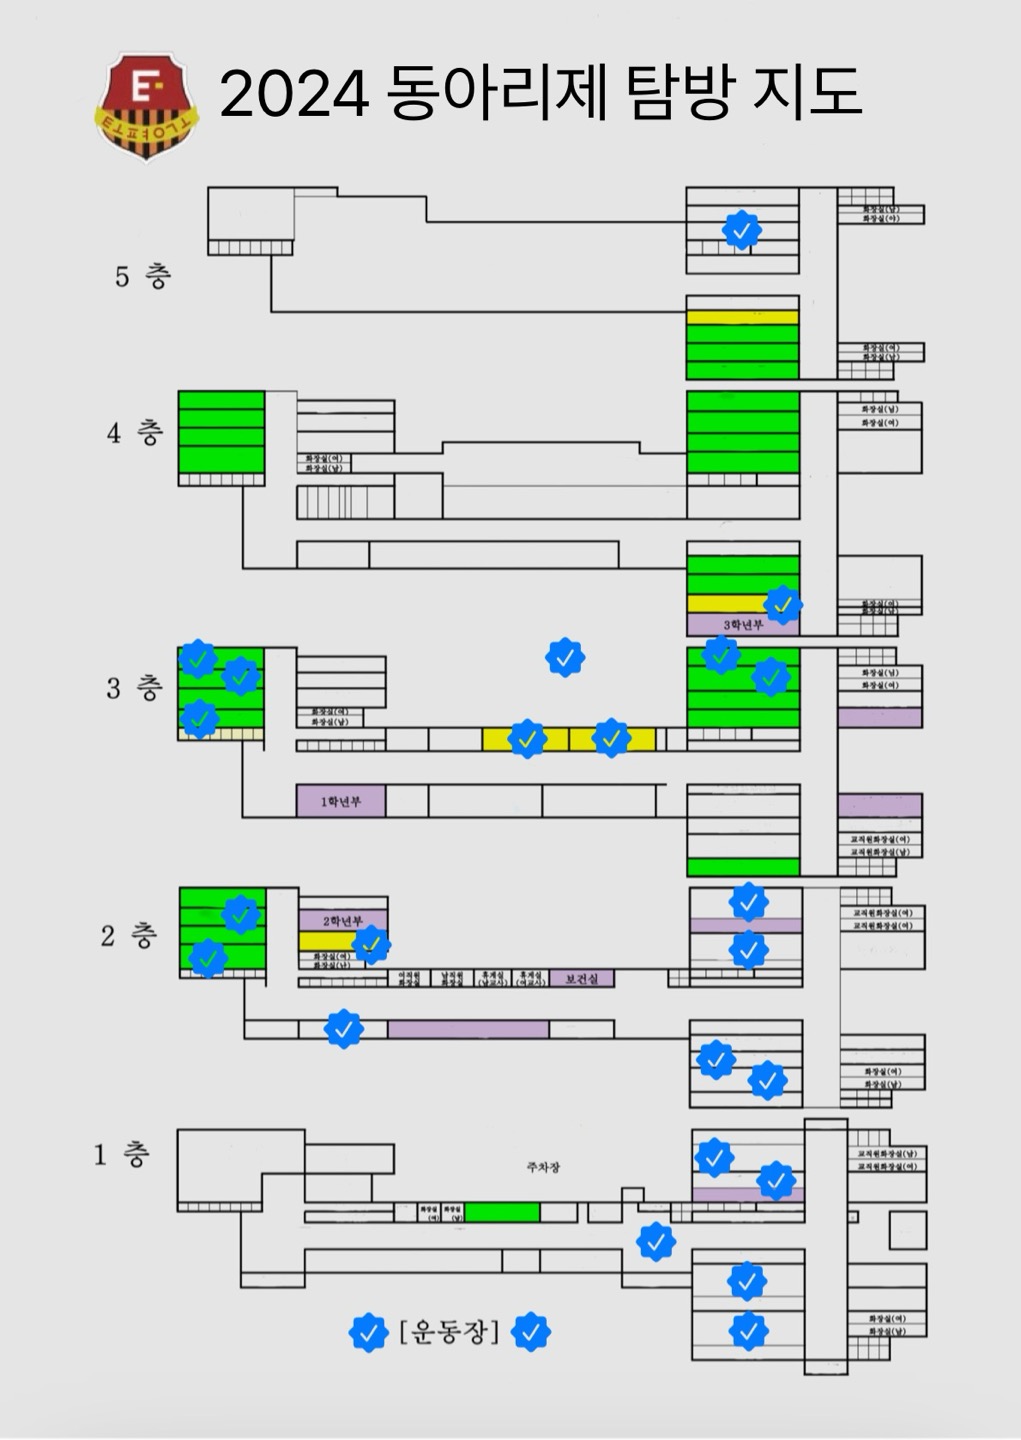 2024 동아리제 탐방 지도
E
화장실(남)
화장실(여)
5 층
화장실(여)
화장실(남)
4 층
화장실(남)
화장실(여)
화장실(여)
화장실(남)
3학년부
3 층
화장실(남)
화장실(여)
화장실(여)
화장실(남)
1학년부
교직원화장실(여)
교직원화장실(남)
2 층
2학년부
교직원화장실(여)
교직원화장실(여)
화장실(여)
화장실(남)
여직원 화장실
남직원 화장실
휴게실 (남교사)
휴게실 (여교사)
보건실
화장실(여)
화장실(남)
1 층
주차장
교직원화장실(남)
교직원화장실(여)
화장실 (여)
화장실 (남)
화장실(여)
화장실(남)
[운동장]